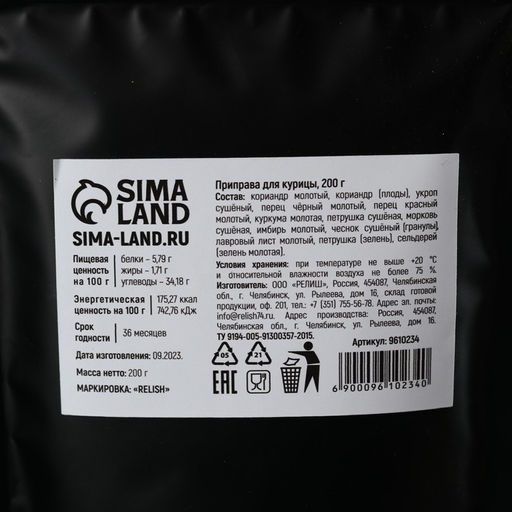 SIMA
LAND
SIMA-LAND.RU
Пищевая
ценность
на 100 г
белки – 5,79 г
жиры – 1,71 г
углеводы – 34,18 г
Энергетическая
ценность на 100 г
175,27 ккал
742,76 кДж
Срок
годности
36 месяцев
Дата изготовления: 09.2023.
Масса нетто: 200 г
МАРКИРОВКА: «RELISH»
Приправа для курицы, 200 г
Состав: кориандр молотый, кориандр (плоды), укроп
сушёный, перец чёрный молотый, перец красный
молотый, куркума молотая, петрушка сушёная, морковь
сушёная, имбирь молотый, чеснок сушёный (гранулы),
лавровый лист молотый, петрушка (зелень), сельдерей
(зелень молотая).
Условия хранения: при температуре не выше +20 °C
и относительной влажности воздуха не более 75 %.
Изготовитель: ООО «РЕЛИШ», Россия, 454087, Челябинская
обл., г. Челябинск, ул. Рылеева, дом 16, склад готовой
продукции, оф. 201, тел: +7 (351) 755-56-78. Адрес эл. почты:
info@relish74.ru. Адрес производства: Россия, 454087,
Челябинская обл., г. Челябинск, ул. Рылеева, дом 16.
ТУ 9194-005-91300357-2015.
05
21
EAC
Артикул: 9610234
6 900096 102340